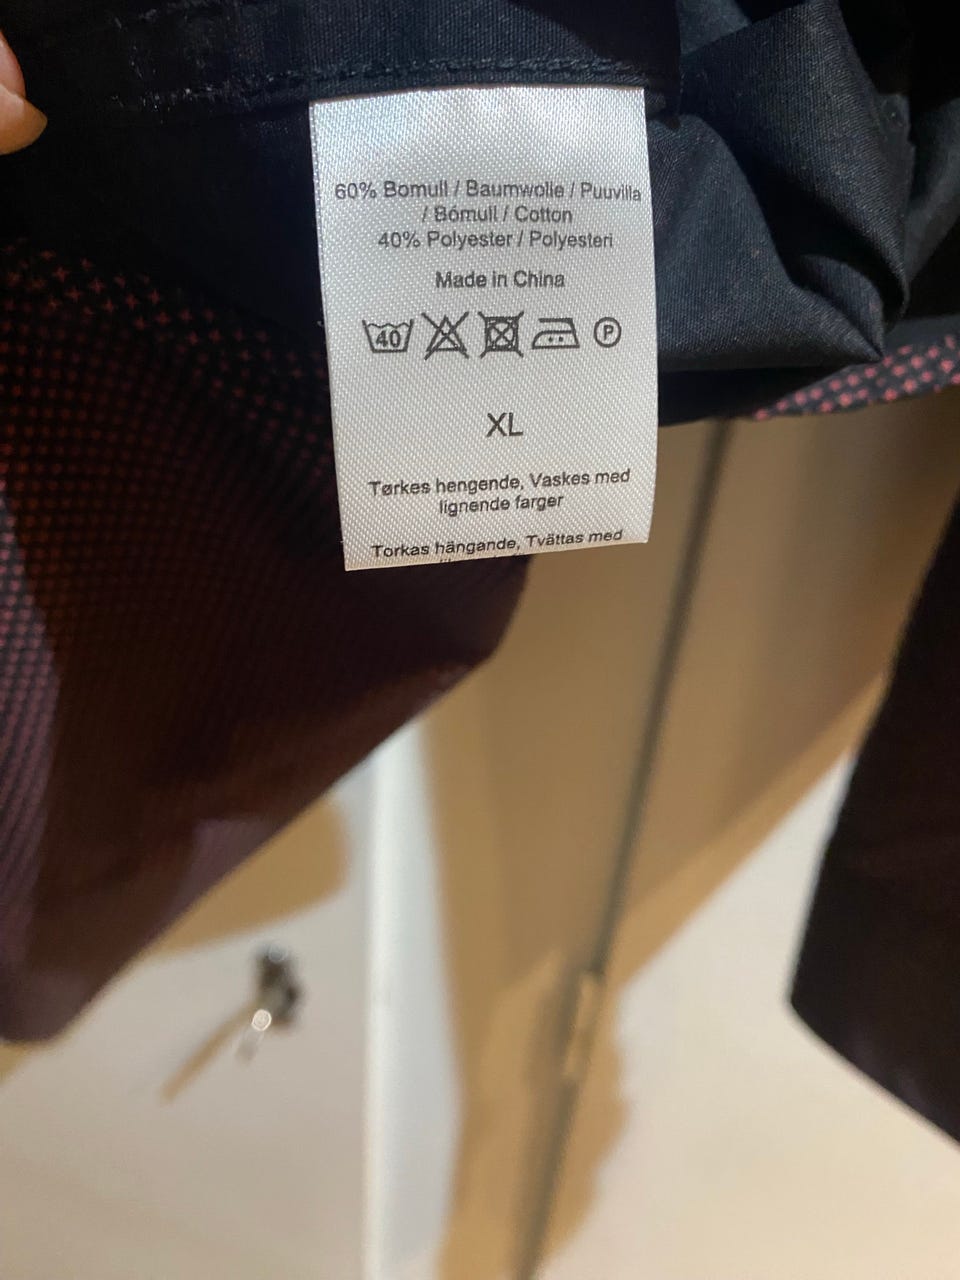 60% Bomull / Baumwolle / Puuvilla
/ Bómull / Cotton
40% Polyester / Polyesteri
Made in China
40 P
XL
Tørkes hengende, Vaskes med
lignende farger
Torkas hängande, Tvättas med